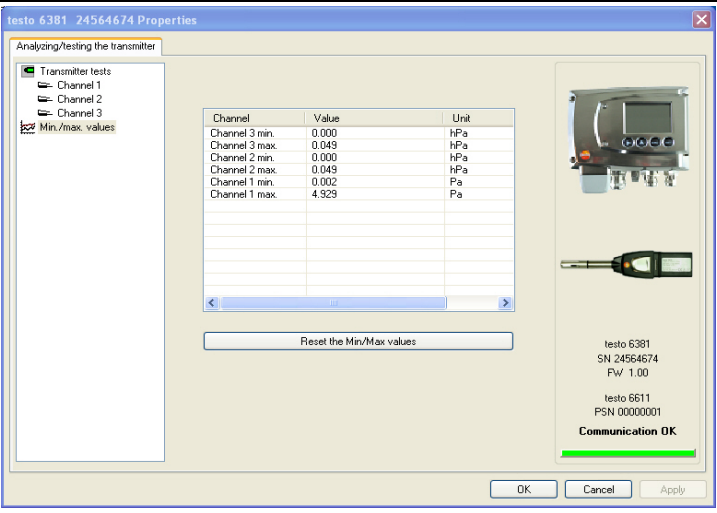 testo 6381 24564674 Properties
Analyzing/testing the transmitter
Transmitter tests
Channel 1
Channel 2
Channel 3
Min./max. values
Channel Value Unit
Channel 3 min. 0.000 hPa
Channel 3 max. 0.049 hPa
Channel 2 min. 0.000 hPa
Channel 2 max. 0.049 hPa
Channel 1 min. 0.002 Pa
Channel 1 max. 4.929 Pa
Reset the Min/Max values
testo 6381
SN 24564674
FW 1.00
testo 6611
PSN 00000001
Communication OK
OK Cancel Apply